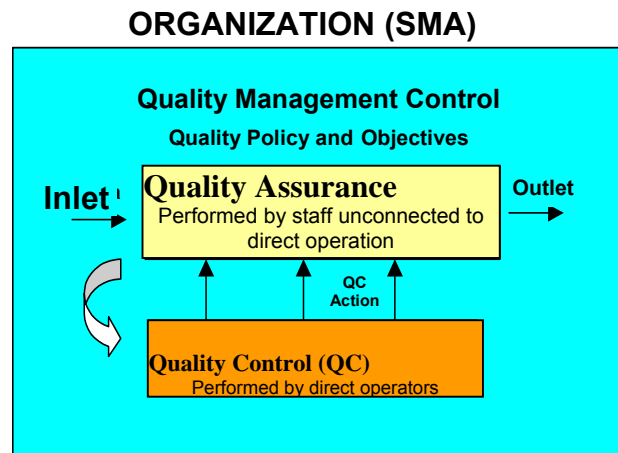 ORGANIZATION (SMA)
Quality Management Control
Quality Policy and Objectives
Inlet
Quality Assurance
Performed by staff unconnected to
direct operation
Outlet
QC
Action
Quality Control (QC)
Performed by direct operators